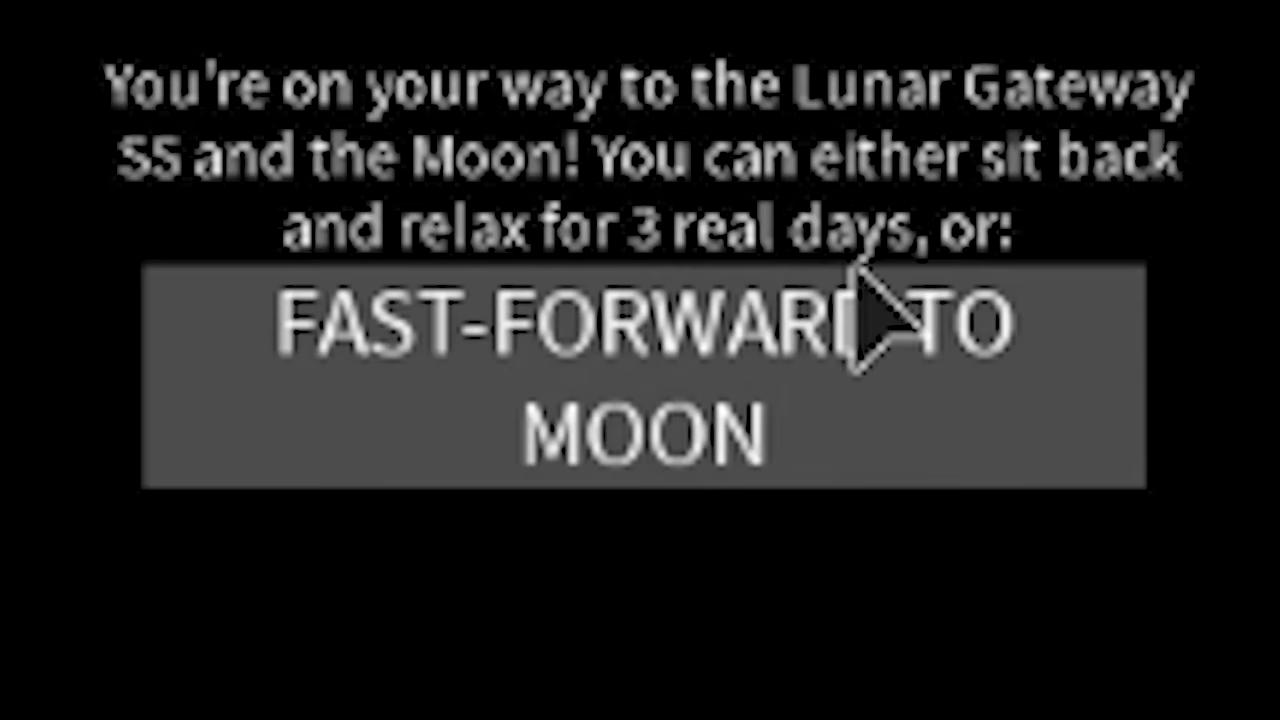 You're on your way to the Lunar Gateway
SS and the Moon! You can either sit back
and relax for 3 real days, or:
FAST-FORWARD TO
MOON